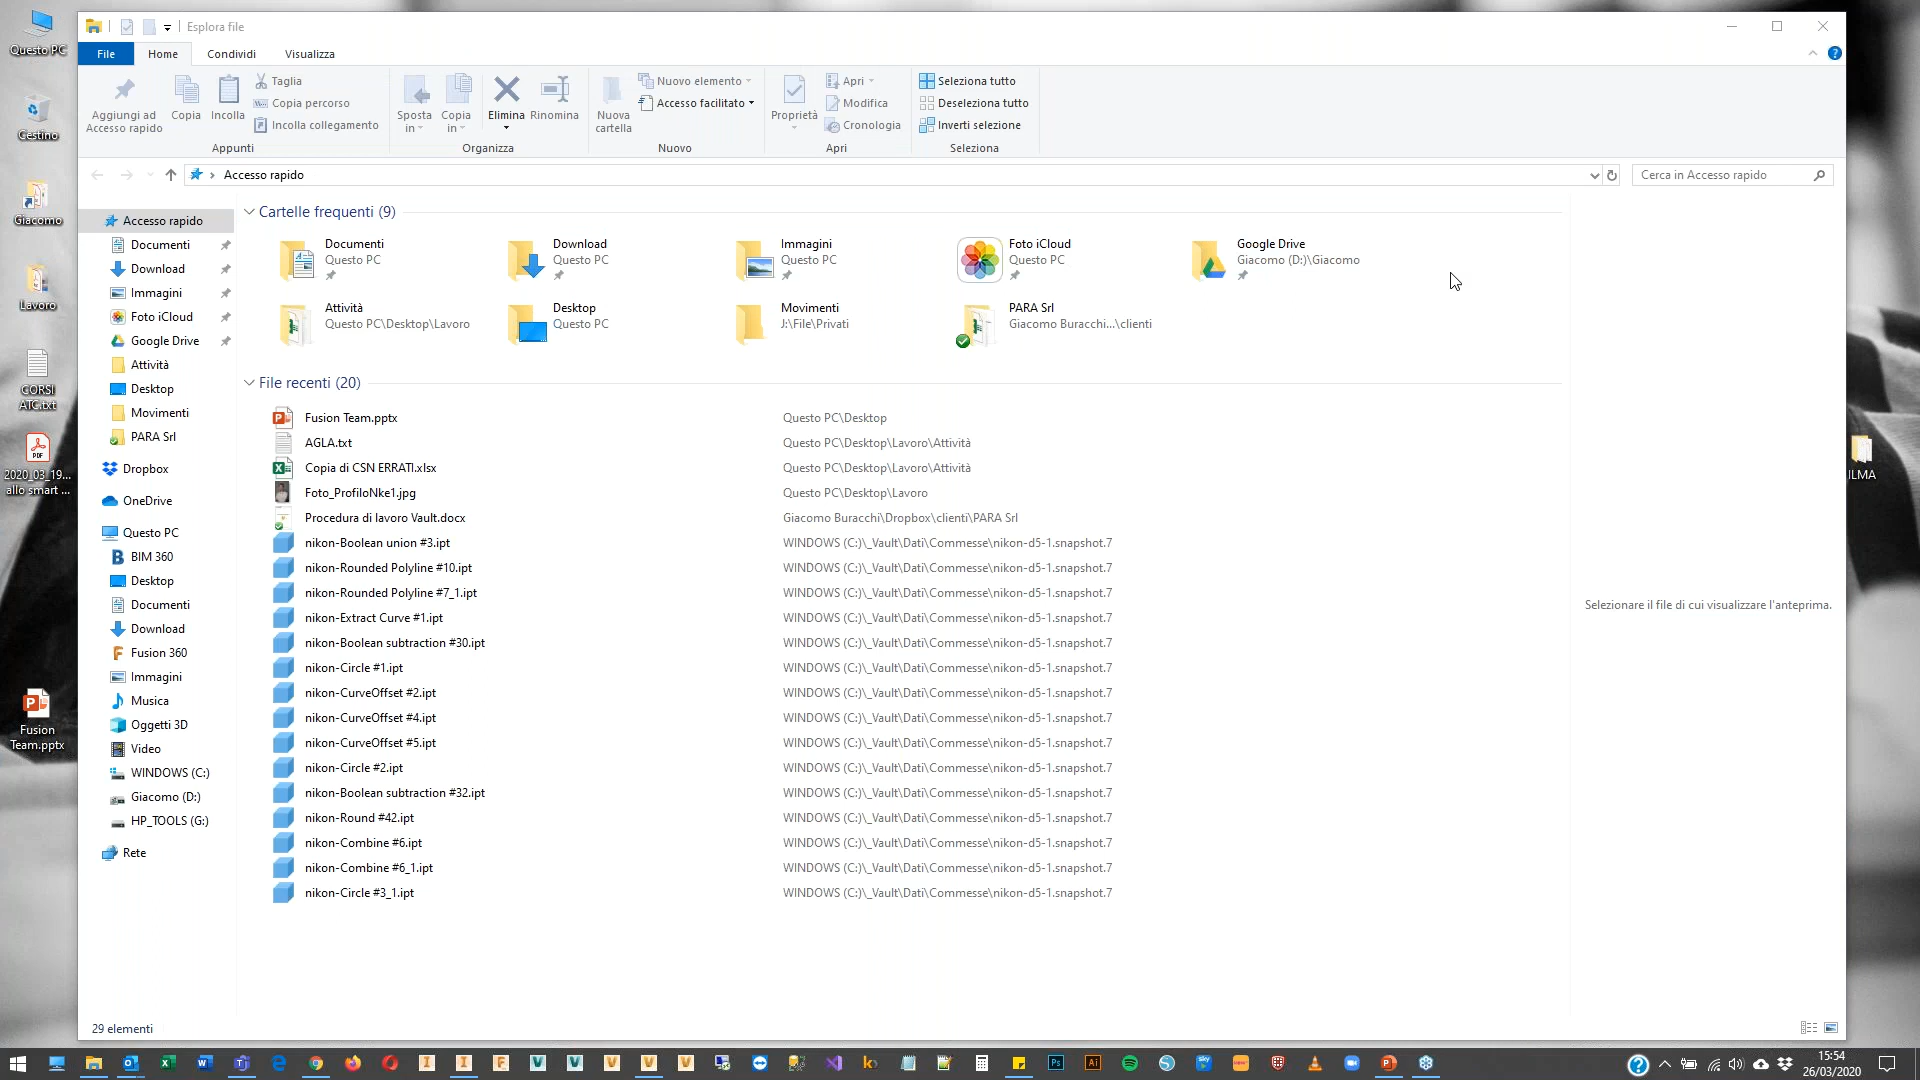 Esplora file
File
Home
Condividi
Visualizza
Aggiungi ad
Accesso rapido
Copia
Incolla
Taglia
Copia percorso
Incolla collegamento
Appunti
Sposta
in
Copia
in
Elimina
Rinomina
Organizza
Nuova
cartella
Nuovo elemento
Accesso facilitato
Nuovo
Proprietà
Apri
Modifica
Cronologia
Apri
Seleziona tutto
Deseleziona tutto
Inverti selezione
Seleziona
Accesso rapido
Cerca in Accesso rapido
Questo PC
Cestino
Giacomo
Lavoro
CORSI
ATC.txt
2020_03_19...
allo smart ...
Fusion
Team.pptx
Accesso rapido
Documenti
Download
Immagini
Foto iCloud
Google Drive
Attività
Desktop
Movimenti
PARA Srl
Dropbox
OneDrive
Questo PC
BIM 360
Desktop
Documenti
Download
Fusion 360
Immagini
Musica
Oggetti 3D
Video
WINDOWS (C:)
Giacomo (D:)
HP_TOOLS (G:)
Rete
Cartelle frequenti (9)
Documenti
Questo PC
Download
Questo PC
Immagini
Questo PC
Foto iCloud
Questo PC
Google Drive
Giacomo (D:)\Giacomo
Attività
Questo PC\Desktop\Lavoro
Desktop
Questo PC
Movimenti
J:\File\Privati
PARA Srl
Giacomo Buracchi...\clienti
File recenti (20)
Fusion Team.pptx Questo PC\Desktop
AGLA.txt Questo PC\Desktop\Lavoro\Attività
Copia di CSN ERRATI.xlsx Questo PC\Desktop\Lavoro\Attività
Foto_ProfiloNke1.jpg Questo PC\Desktop\Lavoro
Procedura di lavoro Vault.docx Giacomo Buracchi\Dropbox\clienti\PARA Srl
nikon-Boolean union #3.ipt WINDOWS (C:)\_Vault\Dati\Commesse\nikon-d5-1.snapshot.7
nikon-Rounded Polyline #10.ipt WINDOWS (C:)\_Vault\Dati\Commesse\nikon-d5-1.snapshot.7
nikon-Rounded Polyline #7_1.ipt WINDOWS (C:)\_Vault\Dati\Commesse\nikon-d5-1.snapshot.7
nikon-Extract Curve #1.ipt WINDOWS (C:)\_Vault\Dati\Commesse\nikon-d5-1.snapshot.7
nikon-Boolean subtraction #30.ipt WINDOWS (C:)\_Vault\Dati\Commesse\nikon-d5-1.snapshot.7
nikon-Circle #1.ipt WINDOWS (C:)\_Vault\Dati\Commesse\nikon-d5-1.snapshot.7
nikon-CurveOffset #2.ipt WINDOWS (C:)\_Vault\Dati\Commesse\nikon-d5-1.snapshot.7
nikon-CurveOffset #4.ipt WINDOWS (C:)\_Vault\Dati\Commesse\nikon-d5-1.snapshot.7
nikon-CurveOffset #5.ipt WINDOWS (C:)\_Vault\Dati\Commesse\nikon-d5-1.snapshot.7
nikon-Circle #2.ipt WINDOWS (C:)\_Vault\Dati\Commesse\nikon-d5-1.snapshot.7
nikon-Boolean subtraction #32.ipt WINDOWS (C:)\_Vault\Dati\Commesse\nikon-d5-1.snapshot.7
nikon-Round #42.ipt WINDOWS (C:)\_Vault\Dati\Commesse\nikon-d5-1.snapshot.7
nikon-Combine #6.ipt WINDOWS (C:)\_Vault\Dati\Commesse\nikon-d5-1.snapshot.7
nikon-Combine #6_1.ipt WINDOWS (C:)\_Vault\Dati\Commesse\nikon-d5-1.snapshot.7
nikon-Circle #3_1.ipt WINDOWS (C:)\_Vault\Dati\Commesse\nikon-d5-1.snapshot.7
Selezionare il file di cui visualizzare l'anteprima.
ILMA
29 elementi
15:54
26/03/2020